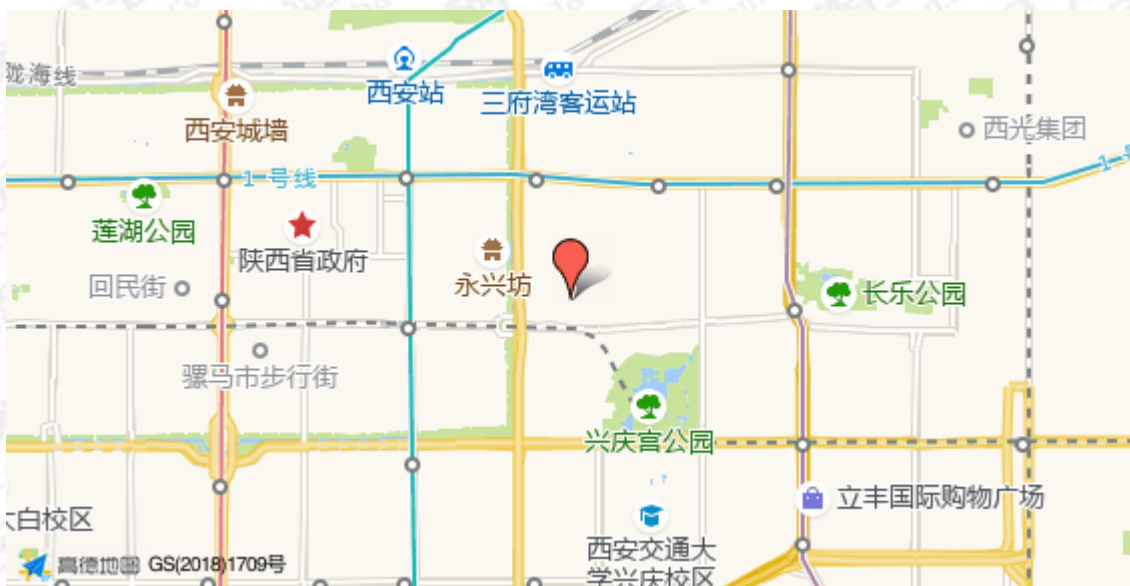 陇海线
西安站
三府湾客运站
西安城墙
西光集团
1 号线
1
莲湖公园
陕西省政府
永兴坊
回民街
长乐公园
骡马市步行街
兴庆宫公园
立丰国际购物广场
大白校区
西安交通大
学兴庆校区
高德地图 GS(2018)1709号